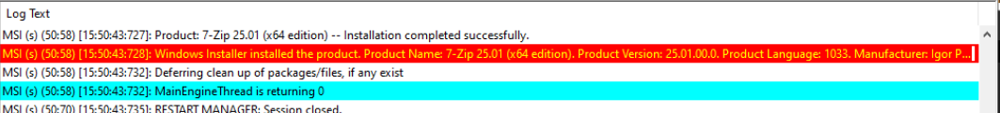 Log Text
MSI (s) (50:58) [15:50:43:727]: Product: 7-Zip 25.01 (x64 edition) -- Installation completed successfully.
MSI (s) (50:58) [15:50:43:728]: Windows Installer installed the product. Product Name: 7-Zip 25.01 (x64 edition). Product Version: 25.01.00.0. Product Language: 1033. Manufacturer: Igor P...
MSI (s) (50:58) [15:50:43:732]: Deferring clean up of packages/files, if any exist
MSI (s) (50:58) [15:50:43:732]: MainEngineThread is returning 0
MSI (s) (50:70) [15:50:43:735]: RESTART MANAGER: Session closed.